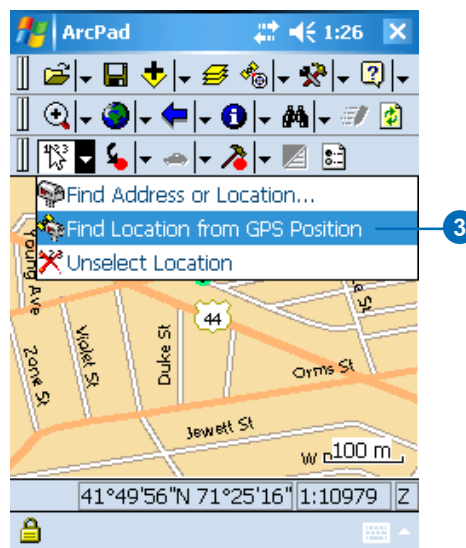 ArcPad 1:26
Find Address or Location...
Find Location from GPS Position
3
Unselect Location
Young Ave
44
St
Zone St
Violet St
Duke St
Orms St
Jewett St
W
100 m
41°49'56"N 71°25'16" 1:10979 Z